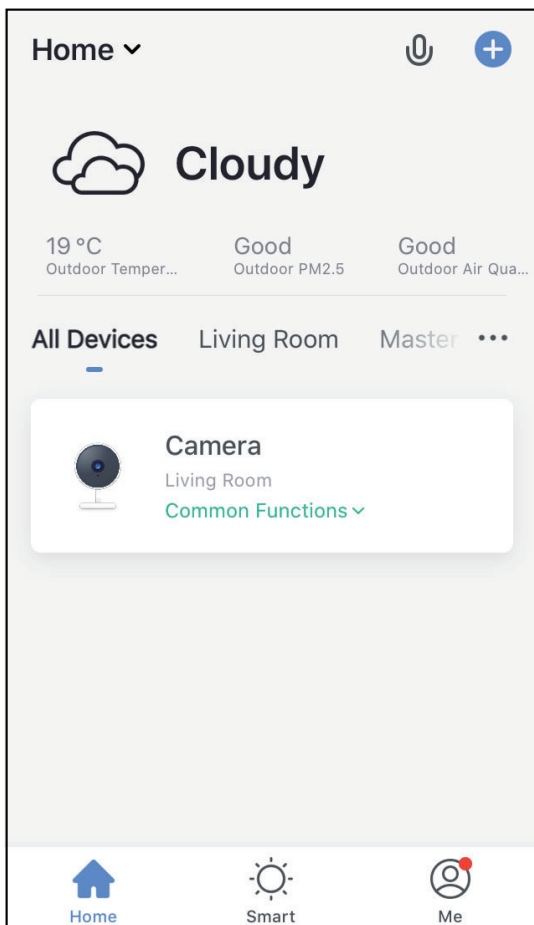 Home
Cloudy
19 °C Good Good
Outdoor Temper... Outdoor PM2.5 Outdoor Air Qua...
All Devices Living Room Master
Camera
Living Room
Common Functions
Home Smart Me